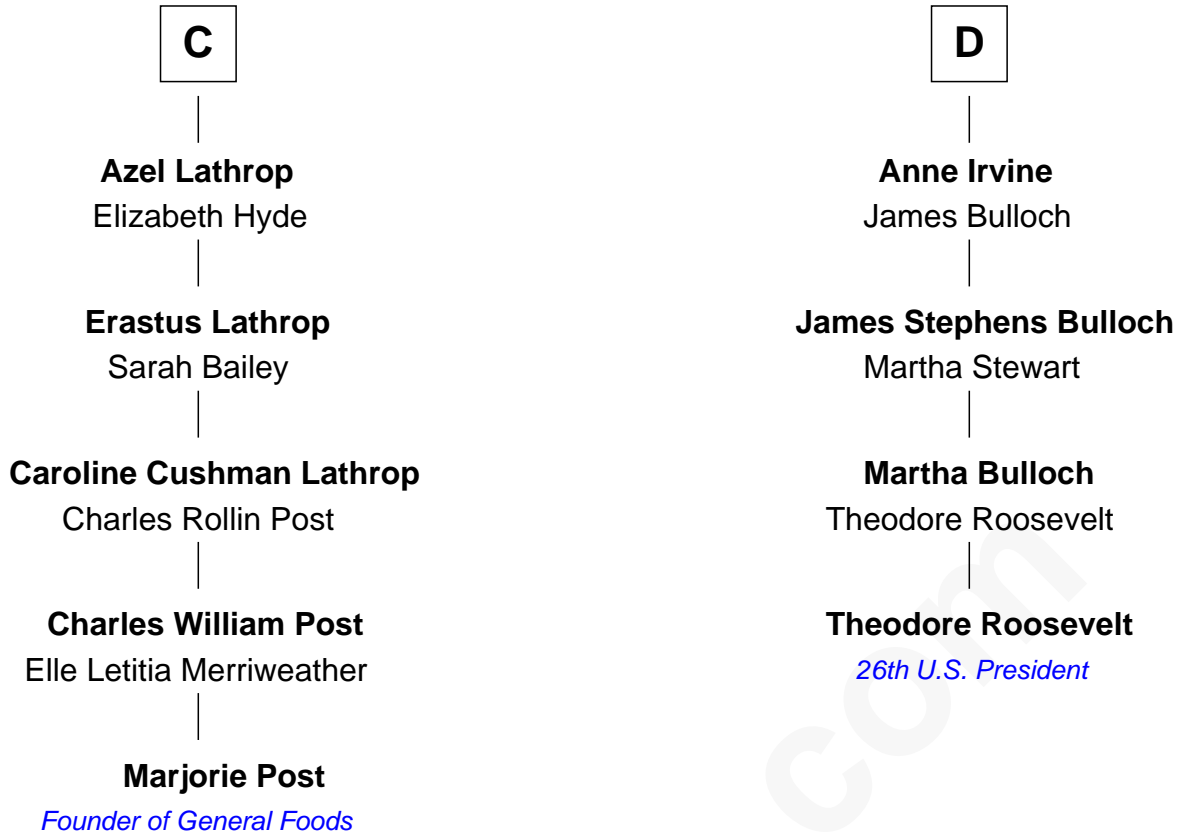 C
Azel Lathrop
Elizabeth Hyde
Erastus Lathrop
Sarah Bailey
Caroline Cushman Lathrop
Charles Rollin Post
Charles William Post
Elle Letitia Merriweather
Marjorie Post
Founder of General Foods
D
Anne Irvine
James Bulloch
James Stephens Bulloch
Martha Stewart
Martha Bulloch
Theodore Roosevelt
Theodore Roosevelt
26th U.S. President
com